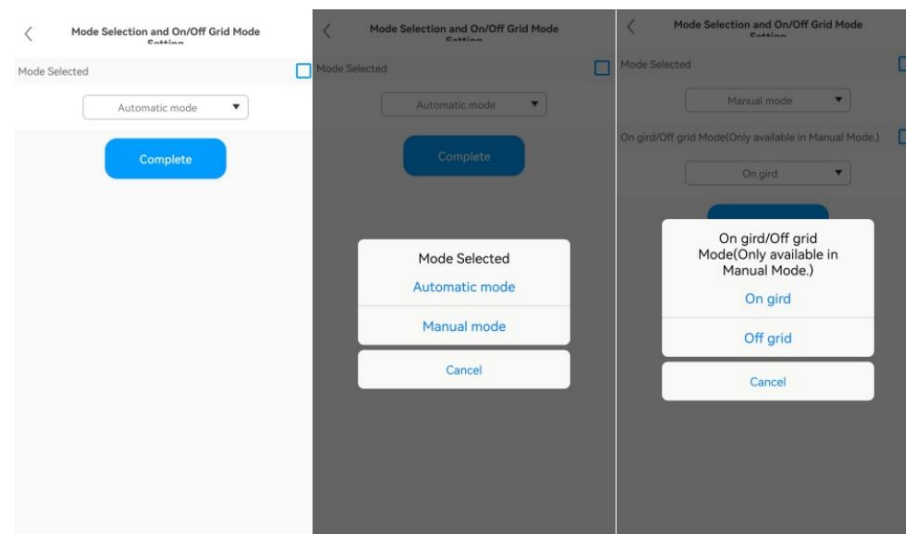 Mode Selection and On/Off Grid Mode
Setting
Mode Selected
Automatic mode
Complete
Mode Selection and On/Off Grid Mode
Setting
Mode Selected
Automatic mode
Complete
Mode Selected
Automatic mode
Manual mode
Cancel
Mode Selection and On/Off Grid Mode
Setting
Mode Selected
Manual mode
On gird/Off grid Mode(Only available in Manual Mode.)
On gird
On gird/Off grid
Mode(Only available in
Manual Mode.)
On gird
Off grid
Cancel